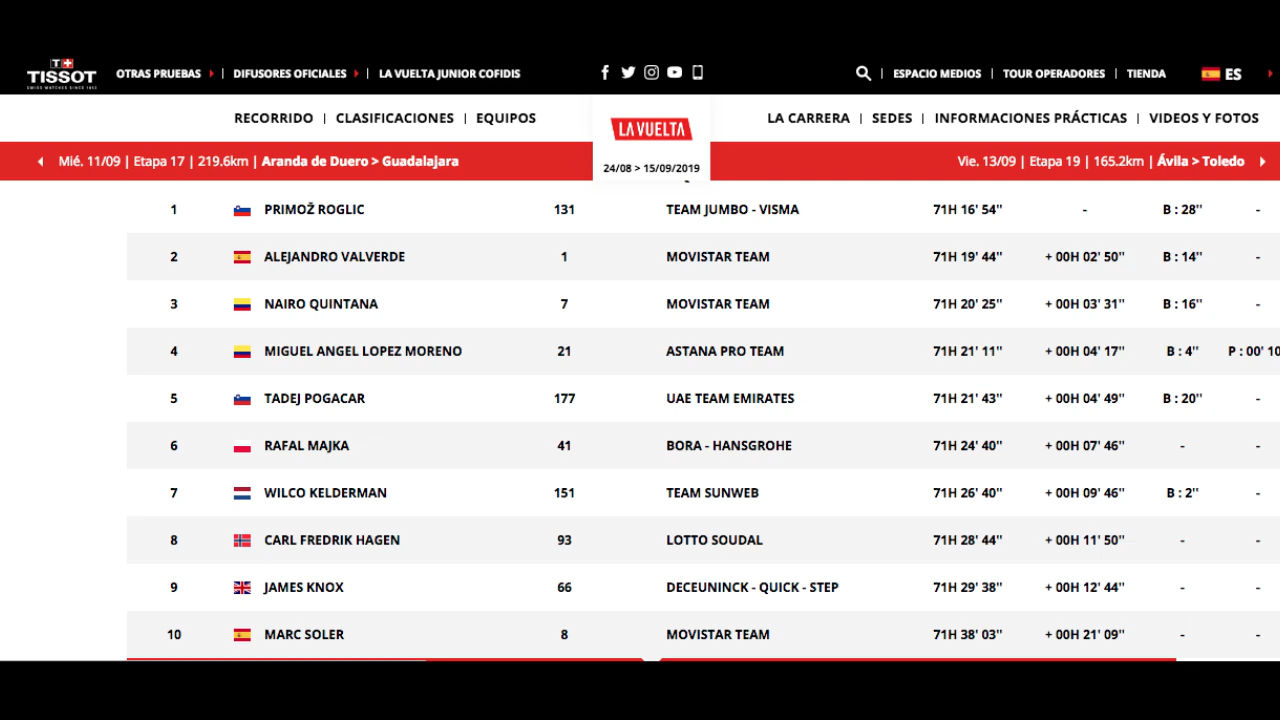 TISSOT
SWISS WATCHES SINCE 1853
OTRAS PRUEBAS | DIFUSORES OFICIALES | LA VUELTA JUNIOR COFIDIS
ESPACIO MEDIOS | TOUR OPERADORES | TIENDA ES
RECORRIDO | CLASIFICACIONES | EQUIPOS
LA VUELTA
LA CARRERA | SEDES | INFORMACIONES PRÁCTICAS | VIDEOS Y FOTOS
Mié. 11/09 | Etapa 17 | 219.6km | Aranda de Duero > Guadalajara
24/08 > 15/09/2019
Vie. 13/09 | Etapa 19 | 165.2km | Ávila > Toledo
1 PRIMOŽ ROGLIC 131 TEAM JUMBO - VISMA 71H 16' 54'' - B : 28'' -
2 ALEJANDRO VALVERDE 1 MOVISTAR TEAM 71H 19' 44'' + 00H 02' 50'' B : 14'' -
3 NAIRO QUINTANA 7 MOVISTAR TEAM 71H 20' 25'' + 00H 03' 31'' B : 16'' -
4 MIGUEL ANGEL LOPEZ MORENO 21 ASTANA PRO TEAM 71H 21' 11'' + 00H 04' 17'' B : 4'' P : 00' 10
5 TADEJ POGACAR 177 UAE TEAM EMIRATES 71H 21' 43'' + 00H 04' 49'' B : 20'' -
6 RAFAL MAJKA 41 BORA - HANSGROHE 71H 24' 40'' + 00H 07' 46'' - -
7 WILCO KELDERMAN 151 TEAM SUNWEB 71H 26' 40'' + 00H 09' 46'' B : 2'' -
8 CARL FREDRIK HAGEN 93 LOTTO SOUDAL 71H 28' 44'' + 00H 11' 50'' - -
9 JAMES KNOX 66 DECEUNINCK - QUICK - STEP 71H 29' 38'' + 00H 12' 44'' - -
10 MARC SOLER 8 MOVISTAR TEAM 71H 38' 03'' + 00H 21' 09'' - -